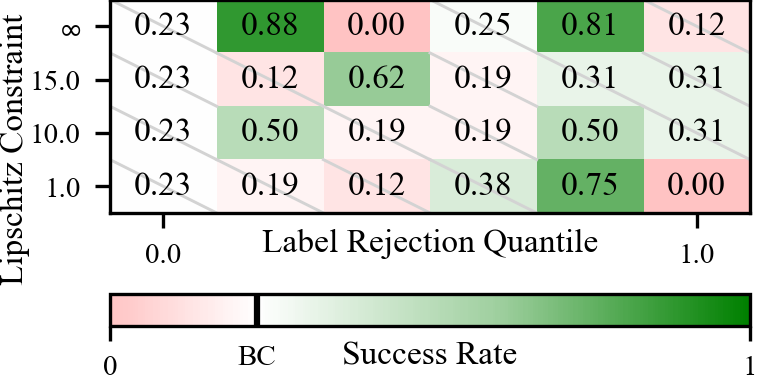 Lipschitz Constraint
∞ 0.23 0.88 0.00 0.25 0.81 0.12
15.0 0.23 0.12 0.62 0.19 0.31 0.31
10.0 0.23 0.50 0.19 0.19 0.50 0.31
1.0 0.23 0.19 0.12 0.38 0.75 0.00
0.0 Label Rejection Quantile 1.0
0 BC Success Rate 1